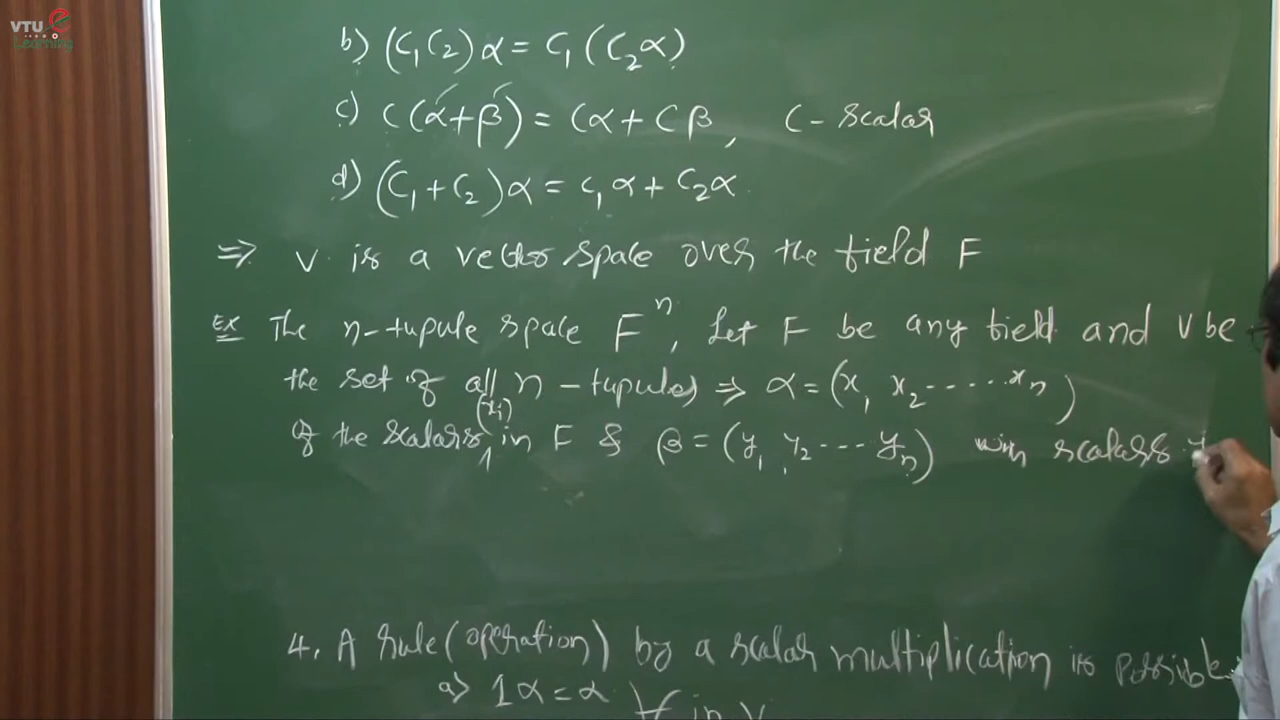 VTU e
Learning
b) (C₁C₂)α = C₁(C₂α)
c) C(α+β) = Cα + Cβ, C - scalar
d) (C₁+C₂)α = C₁α + C₂α
⇒ V is a vector space over the field F
Ex The n-tupule space Fⁿ, Let F be any field and V be
the set of all n-tupules ⇒ α = (x₁ x₂ ------ xₙ)
of the scalars (xᵢ) in F & β = (y₁, y₂ --- yₙ) with scalars y
4. A rule (operation) by a scalar multiplication is possible
a) 1α = α ∀ in V